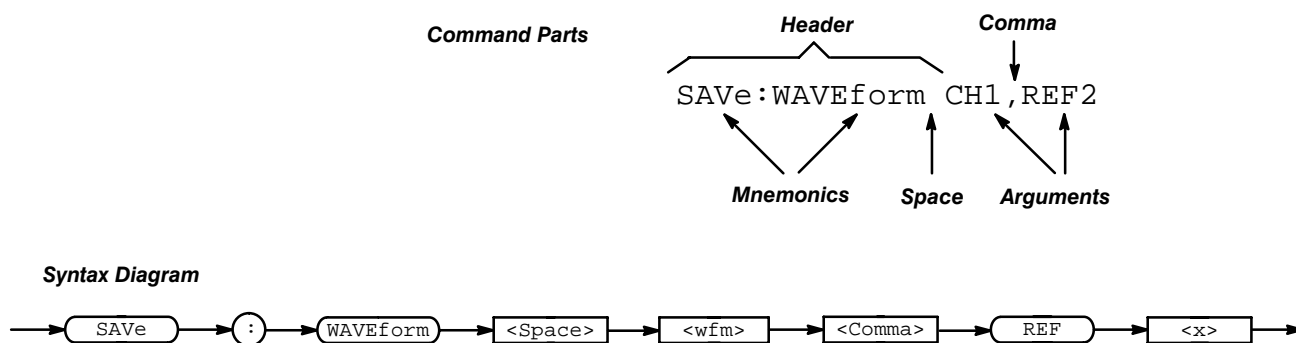 Command Parts
Header
Comma
SAVe:WAVEform CH1,REF2
Mnemonics
Space
Arguments
Syntax Diagram
SAVe : WAVEform <Space> <wfm> <Comma> REF <x>